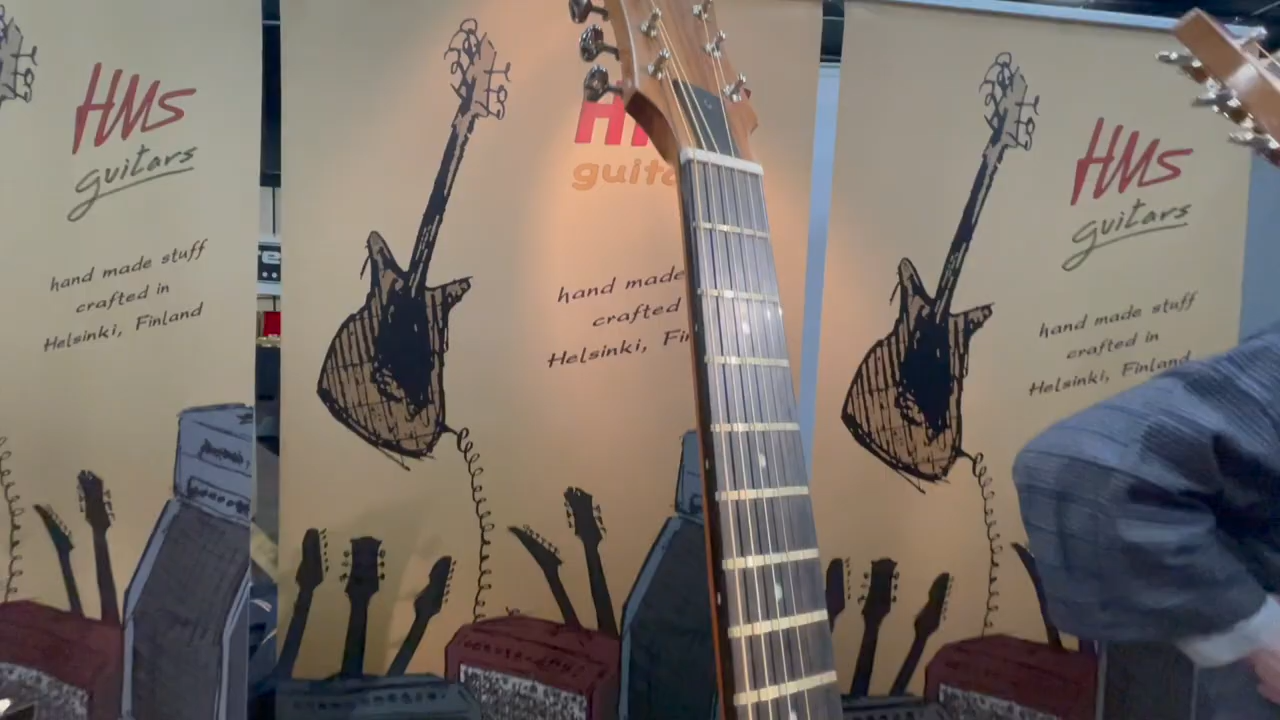 HMS
guitars
hand made stuff
crafted in
Helsinki, Finland
hand made
crafted
Helsinki,
HMS
guitars
hand made stuff
crafted in
Helsinki, Finland